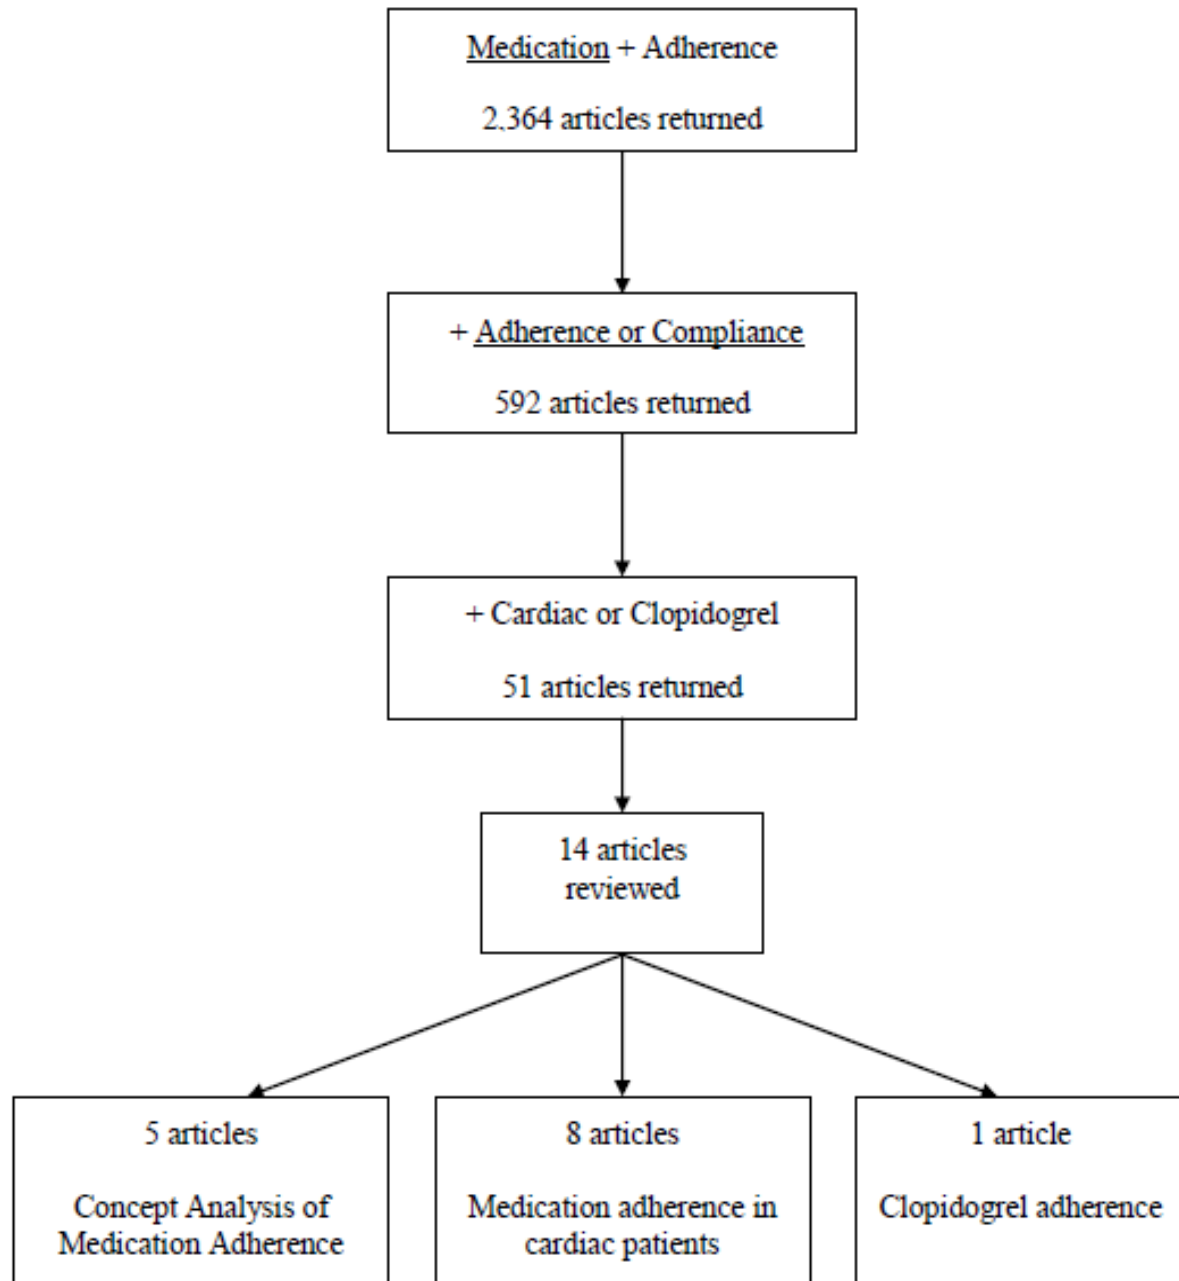 Medication + Adherence
2,364 articles returned
+ Adherence or Compliance
592 articles returned
+ Cardiac or Clopidogrel
51 articles returned
14 articles
reviewed
5 articles
Concept Analysis of
Medication Adherence
8 articles
Medication adherence in
cardiac patients
1 article
Clopidogrel adherence